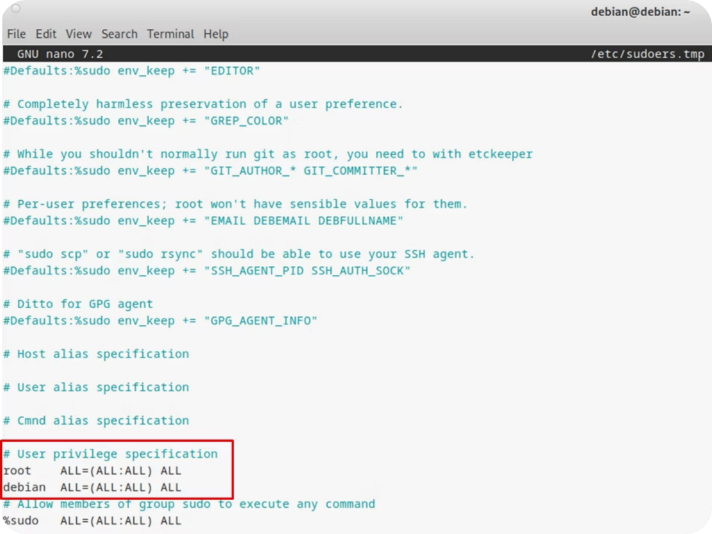 debian@debian: ~
File Edit View Search Terminal Help
GNU nano 7.2 /etc/sudoers.tmp
#Defaults:%sudo env_keep += "EDITOR"
# Completely harmless preservation of a user preference.
#Defaults:%sudo env_keep += "GREP_COLOR"
# While you shouldn't normally run git as root, you need to with etckeeper
#Defaults:%sudo env_keep += "GIT_AUTHOR_* GIT_COMMITTER_*"
# Per-user preferences; root won't have sensible values for them.
#Defaults:%sudo env_keep += "EMAIL DEBEMAIL DEBFULLNAME"
# "sudo scp" or "sudo rsync" should be able to use your SSH agent.
#Defaults:%sudo env_keep += "SSH_AGENT_PID SSH_AUTH_SOCK"
# Ditto for GPG agent
#Defaults:%sudo env_keep += "GPG_AGENT_INFO"
# Host alias specification
# User alias specification
# Cmnd alias specification
# User privilege specification
root ALL=(ALL:ALL) ALL
debian ALL=(ALL:ALL) ALL
# Allow members of group sudo to execute any command
%sudo ALL=(ALL:ALL) ALL